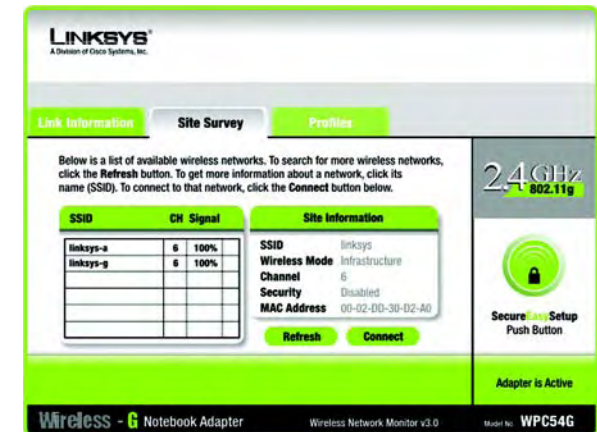 LINKSYS®
A Division of Cisco Systems, Inc.
Link Information Site Survey Profiles
Below is a list of available wireless networks. To search for more wireless networks,
click the Refresh button. To get more information about a network, click its
name (SSID). To connect to that network, click the Connect button below.
2.4 GHz
802.11g
SSID CH Signal
linksys-a 6 100%
linksys-g 6 100%
Site Information
SSID linksys
Wireless Mode Infrastructure
Channel 6
Security Disabled
MAC Address 00-02-DD-30-D2-A0
Refresh Connect
SecureEasySetup
Push Button
Adapter is Active
Wireless - G Notebook Adapter Wireless Network Monitor v3.0 Model No. WPC54G